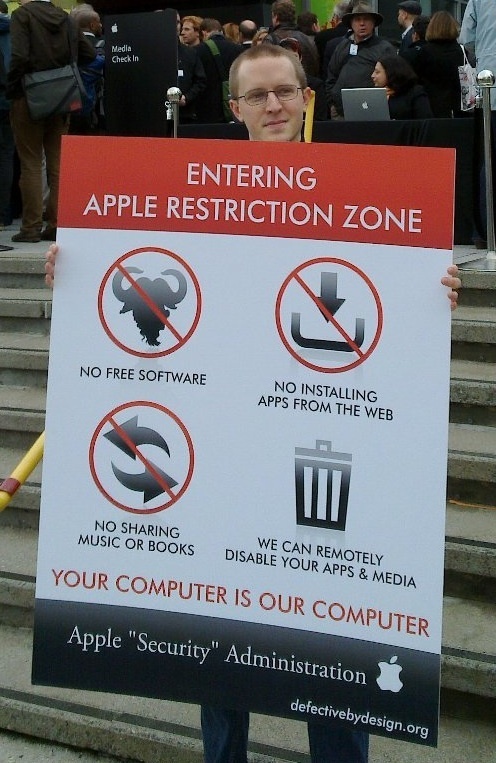 Media
Check In
ENTERING
APPLE RESTRICTION ZONE
NO FREE SOFTWARE
NO INSTALLING
APPS FROM THE WEB
NO SHARING
MUSIC OR BOOKS
WE CAN REMOTELY
DISABLE YOUR APPS & MEDIA
YOUR COMPUTER IS OUR COMPUTER
Apple "Security" Administration
defectivebydesign.org